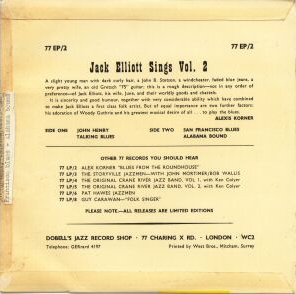 77 EP/2
77 EP/2
Jack Elliott Sings Vol. 2
A slight young man with dark curly hair, a John B. Stetson, a windcheater, faded blue jeans, a
very pretty wife, an old Gretsch "75" guitar; this is a rough description—not in any order of
preference—of Jack Elliott, his wife, June, and their worldly goods and chattels.
It is sincerity and good humour, together with very considerable ability which have combined
to make Jack Elliott a first class folk artist. But of equal importance are two further factors;
his adoration of Woody Guthrie and his greatest musical desire of all . . . to play the blues.
ALEXIS KORNER
SIDE ONE JOHN HENRY
TALKING BLUES
SIDE TWO SAN FRANCISCO BLUES
ALABAMA BOUND
OTHER 77 RECORDS YOU SHOULD HEAR
77 LP/2 ALEX KORNER "BLUES FROM THE ROUNDHOUSE"
77 LP/3 THE STORYVILLE JAZZMEN—WITH JOHN MORTIMER/BOB WALLIS
77 LP/4 THE ORIGINAL CRANE RIVER JAZZ BAND, VOL. 1, with Ken Colyer
77 LP/5 THE ORIGINAL CRANE RIVER JAZZ BAND, VOL. 2, with Ken Colyer
77 LP/6 PAT HAWES JAZZMEN
77 LP/8 GUY CARAWAN—"FOLK SINGER"
PLEASE NOTE—ALL RELEASES ARE LIMITED EDITIONS
DOBELL'S JAZZ RECORD SHOP · 77 CHARING X RD. · LONDON · WC2
Telephone: GERrard 4197
Printed by West Bros., Mitcham, Surrey